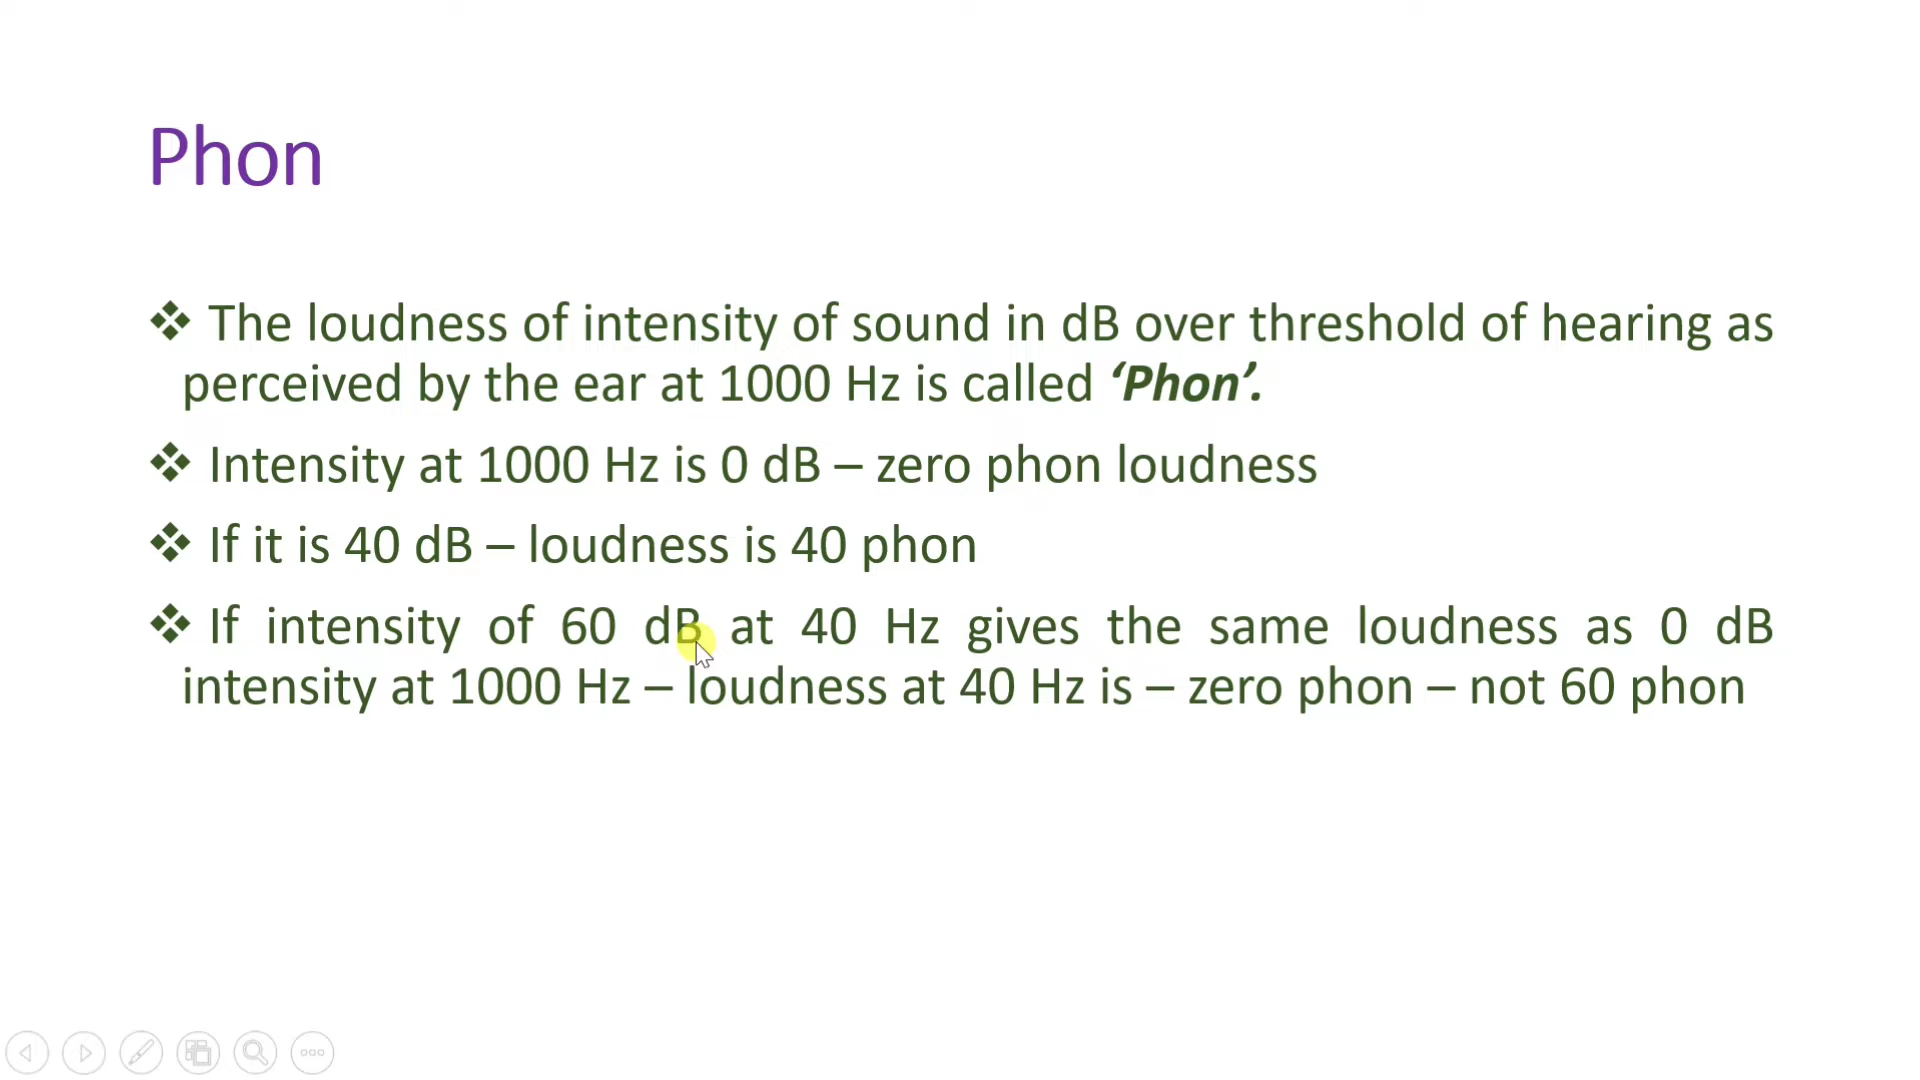 Phon
❖ The loudness of intensity of sound in dB over threshold of hearing as
perceived by the ear at 1000 Hz is called ‘Phon’.
❖ Intensity at 1000 Hz is 0 dB – zero phon loudness
❖ If it is 40 dB – loudness is 40 phon
❖ If intensity of 60 dB at 40 Hz gives the same loudness as 0 dB
intensity at 1000 Hz – loudness at 40 Hz is – zero phon – not 60 phon